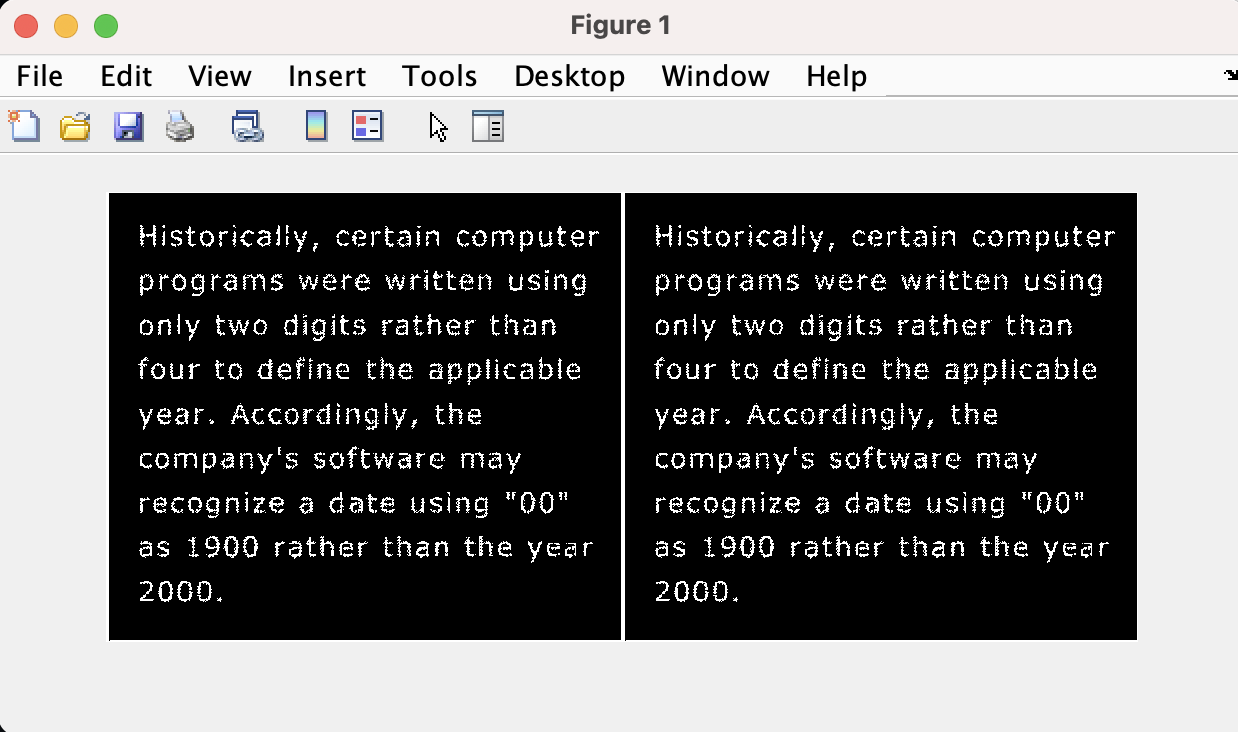 Figure 1
File Edit View Insert Tools Desktop Window Help
Historically, certain computer
programs were written using
only two digits rather than
four to define the applicable
year. Accordingly, the
company's software may
recognize a date using "00"
as 1900 rather than the year
2000.
Historically, certain computer
programs were written using
only two digits rather than
four to define the applicable
year. Accordingly, the
company's software may
recognize a date using "00"
as 1900 rather than the year
2000.